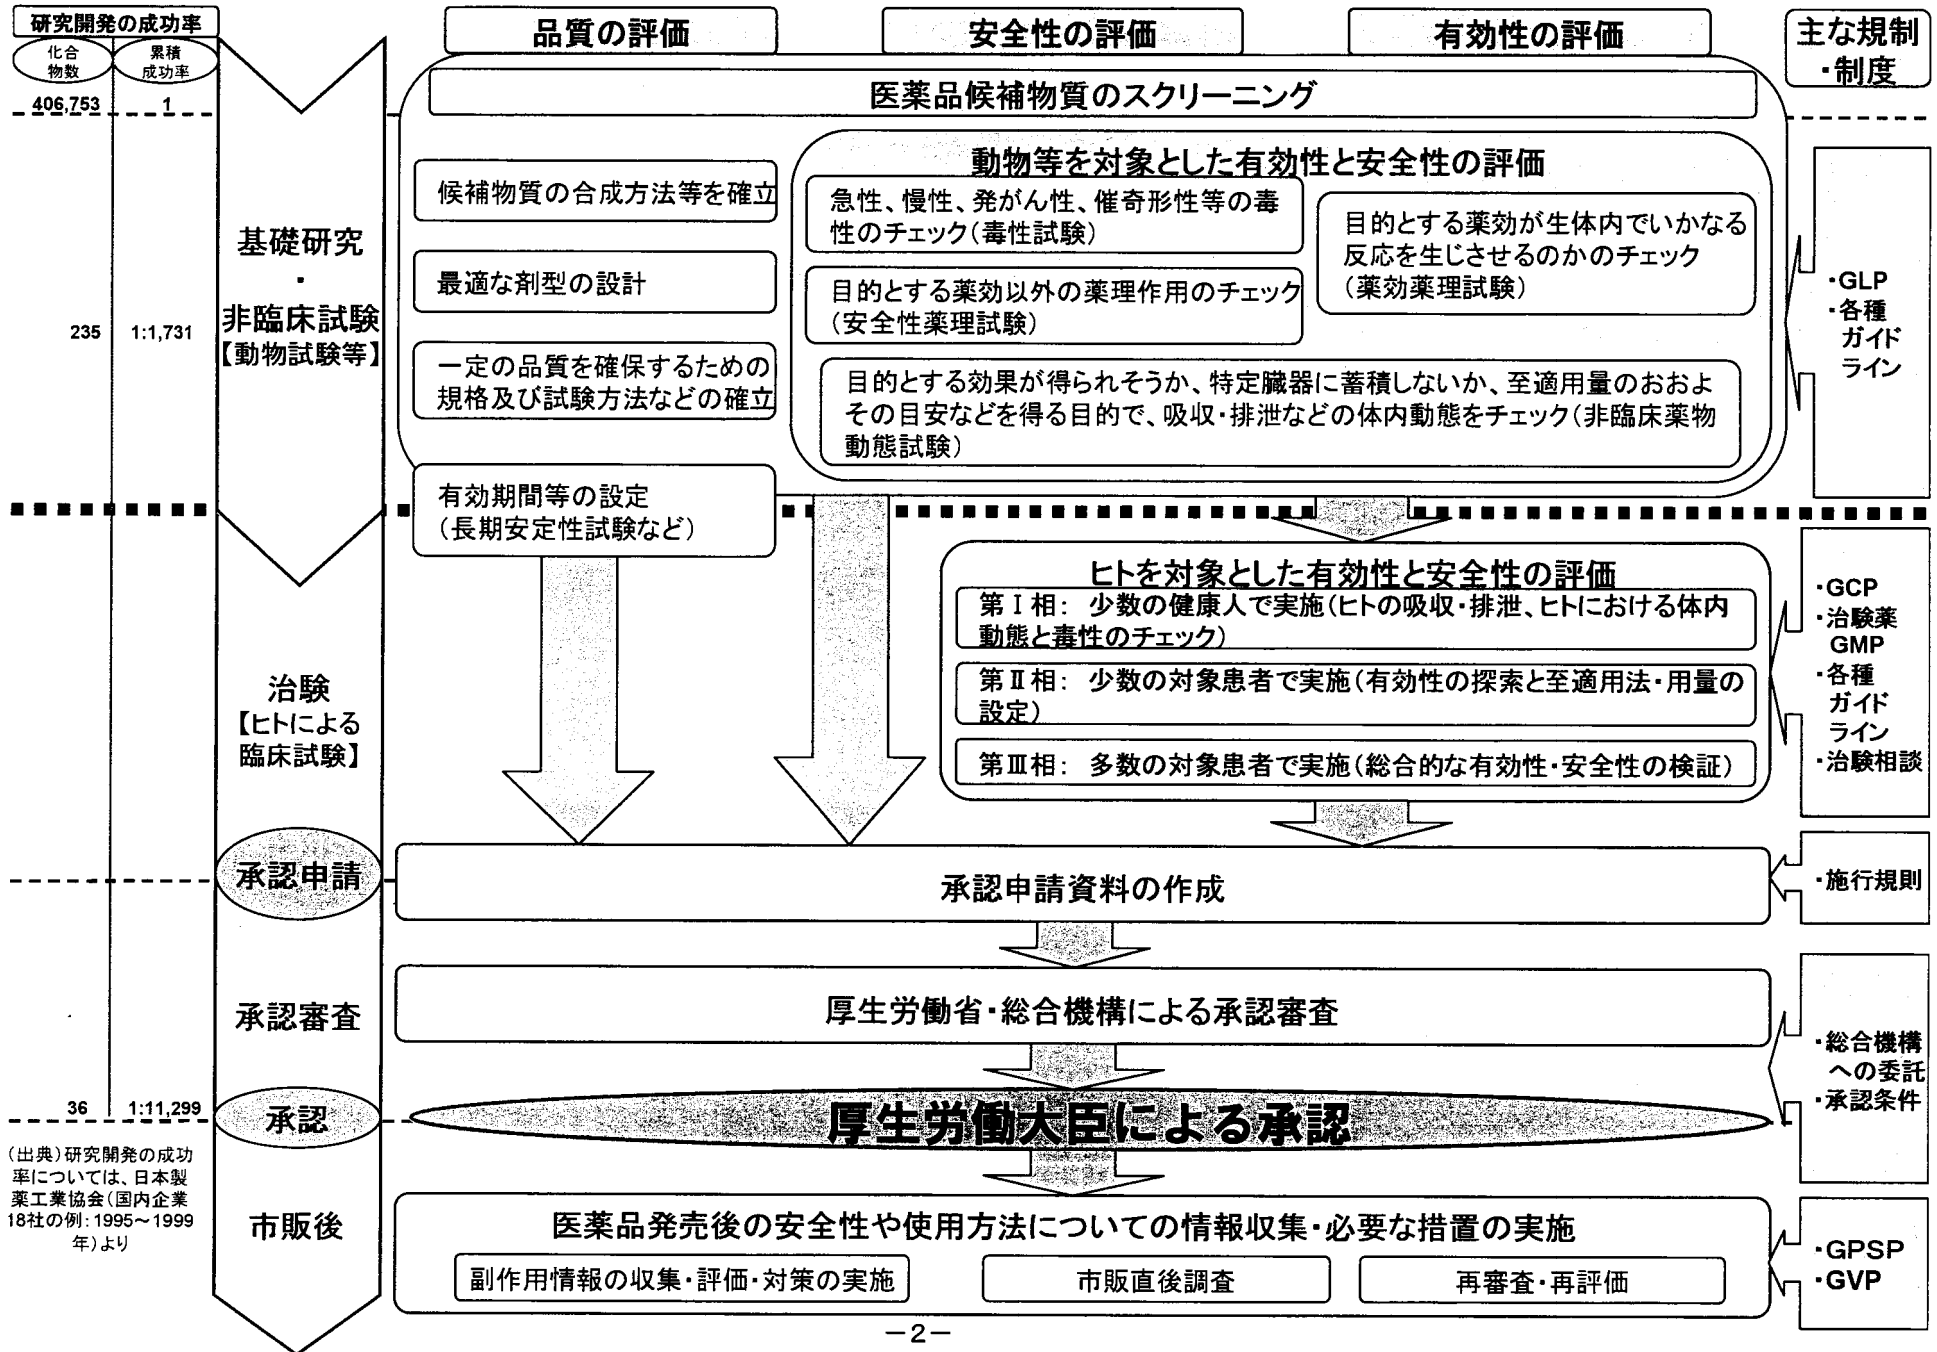 研究開発の成功率
化合
物数
累積
成功率
406,753
1
235
1:1,731
36
1:11,299
(出典)研究開発の成功
率については、日本製
薬工業協会(国内企業
18社の例:1995～1999
年)より
基礎研究
・
非臨床試験
【動物試験等】
治験
【ヒトによる
臨床試験】
承認申請
承認審査
承認
市販後
品質の評価
安全性の評価
有効性の評価
主な規制
・制度
医薬品候補物質のスクリーニング
候補物質の合成方法等を確立
最適な剤型の設計
一定の品質を確保するための
規格及び試験方法などの確立
有効期間等の設定
(長期安定性試験など)
動物等を対象とした有効性と安全性の評価
急性、慢性、発がん性、催奇形性等の毒
性のチェック(毒性試験)
目的とする薬効以外の薬理作用のチェック
(安全性薬理試験)
目的とする薬効が生体内でいかなる
反応を生じさせるのかのチェック
(薬効薬理試験)
目的とする効果が得られそうか、特定臓器に蓄積しないか、至適用量のおおよ
その目安などを得る目的で、吸収・排泄などの体内動態をチェック(非臨床薬物
動態試験)
・GLP
・各種
ガイド
ライン
ヒトを対象とした有効性と安全性の評価
第Ⅰ相: 少数の健康人で実施(ヒトの吸収・排泄、ヒトにおける体内
動態と毒性のチェック)
第Ⅱ相: 少数の対象患者で実施(有効性の探索と至適用法・用量の
設定)
第Ⅲ相: 多数の対象患者で実施(総合的な有効性・安全性の検証)
・GCP
・治験薬
GMP
・各種
ガイド
ライン
・治験相談
承認申請資料の作成
・施行規則
厚生労働省・総合機構による承認審査
・総合機構
への委託
・承認条件
厚生労働大臣による承認
医薬品発売後の安全性や使用方法についての情報収集・必要な措置の実施
副作用情報の収集・評価・対策の実施
市販直後調査
再審査・再評価
・GPSP
・GVP
－2－